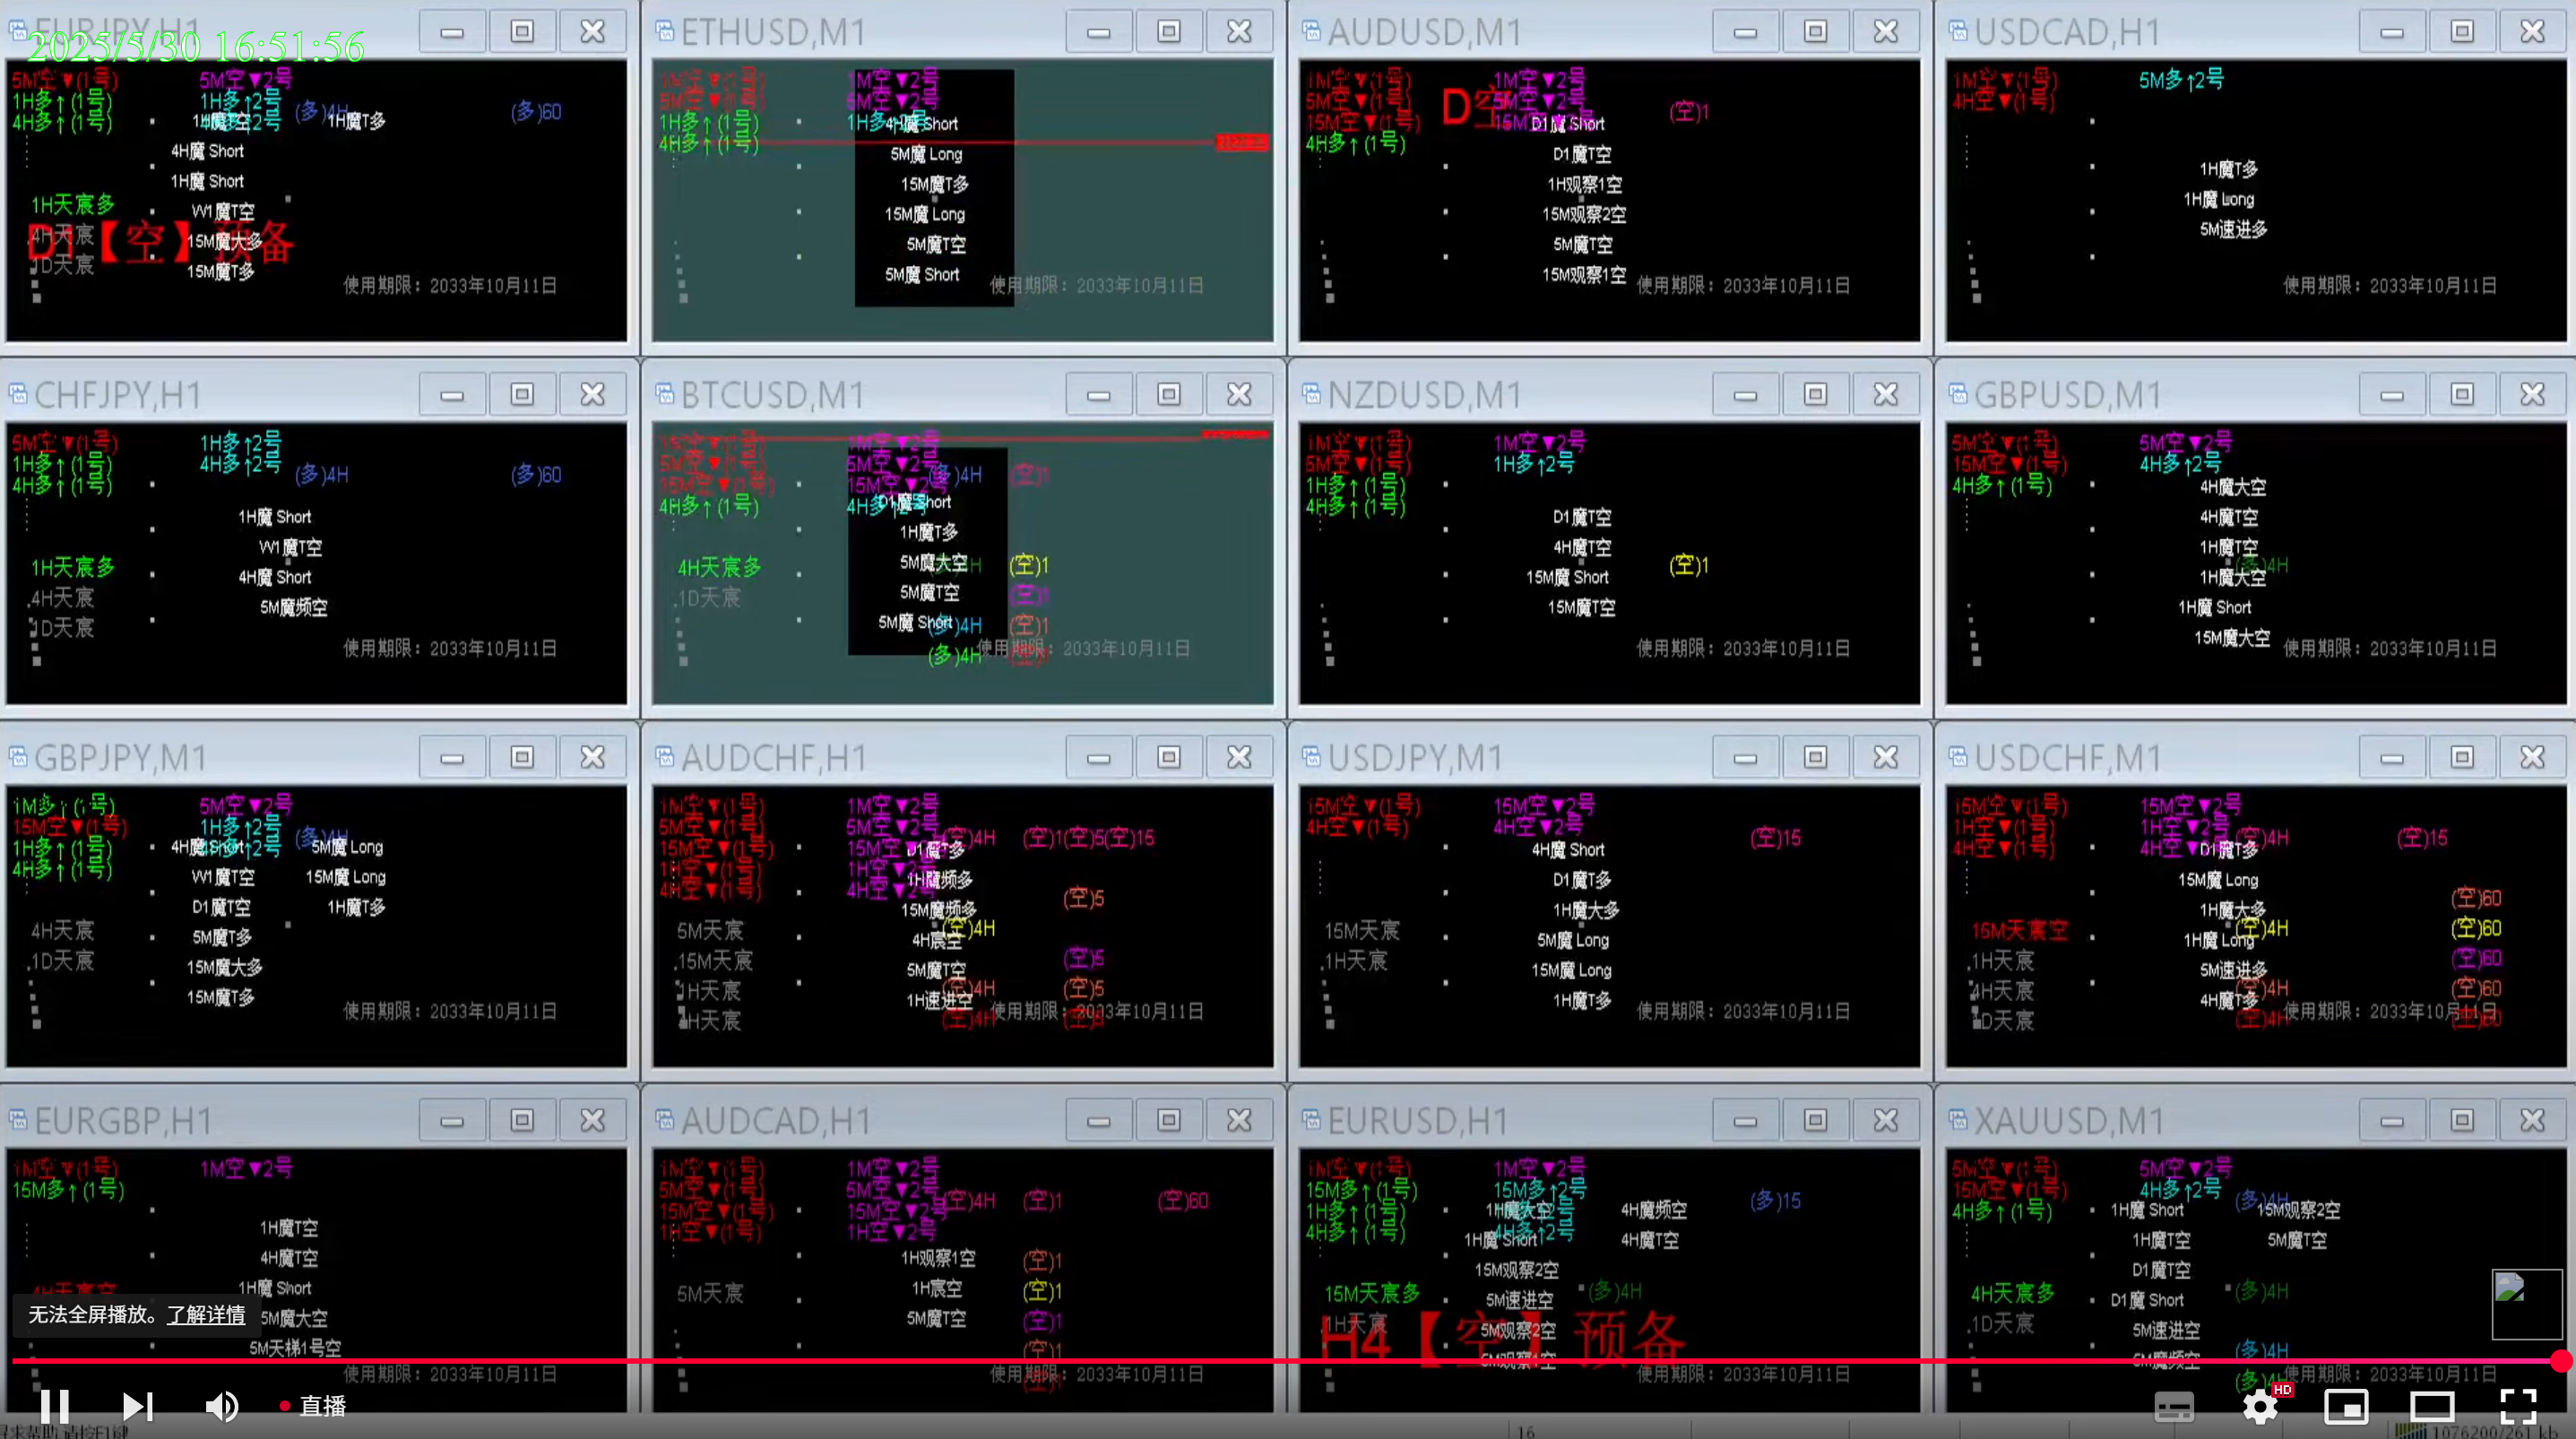 EURJPY,H1
2025/5/30 16:51:56
5M空▼(1号) 5M空▼2号
1H多↑(1号) 1H多↑2号 (多)4H (多)60
4H多↑(1号) 4H多↑2号 1H魔T多
4H魔 Short
1H魔 Short
1H天宸多 W1魔T空
4H天宸 15M魔大多
D1【空】预备
1D天宸 15M魔T多
使用期限：2033年10月11日
ETHUSD,M1
1M空▼(1号) 1M空▼2号
5M空▼(1号) 5M空▼2号
1H多↑(1号) 4H魔 Short
4H多↑(1号) 5M魔 Long
15M魔T多
15M魔 Long
5M魔T空
5M魔 Short
使用期限：2033年10月11日
AUDUSD,M1
1M空▼(1号) 1M空▼2号
5M空▼(1号) D空 5M空▼2号 (空)1
15M空▼(1号) D1魔 Short
4H多↑(1号) D1魔T空
1H观察1空
15M观察2空
5M魔T空
15M观察1空
使用期限：2033年10月11日
USDCAD,H1
1M空▼(1号) 5M多↑2号
4H空▼(1号)
1H魔T多
1H魔 Long
5M速进多
使用期限：2033年10月11日
CHFJPY,H1
5M空▼(1号) 1H多↑2号
1H多↑(1号) 4H多↑2号 (多)4H (多)60
4H多↑(1号)
1H魔 Short
W1魔T空
1H天宸多 4H魔 Short
4H天宸 5M魔频空
1D天宸
使用期限：2033年10月11日
BTCUSD,M1
1M空▼2号
5M空▼(1号) 5M空▼2号 (多)4H (空)1
15M空▼(1号) 15M空▼2号
4H多↑(1号) 4H多↑2号 D1魔 Short
1H魔T多
4H天宸多 5M魔大空 (空)1
1D天宸 5M魔T空 (空)1
5M魔 Short (多)4H (空)1
(多)4H 使用期限：2033年10月11日
NZDUSD,M1
1M空▼(1号) 1M空▼2号
5M空▼(1号) 1H多↑2号
1H多↑(1号)
4H多↑(1号) D1魔T空
4H魔T空 (空)1
15M魔 Short
15M魔T空
使用期限：2033年10月11日
GBPUSD,M1
5M空▼(1号) 5M空▼2号
15M空▼(1号) 4H多↑2号
4H多↑(1号) 4H魔大空
4H魔T空
1H魔T空
1H魔大空 (多)4H
1H魔 Short
15M魔大空
使用期限：2033年10月11日
GBPJPY,M1
1M多↑(1号) 5M空▼2号
15M空▼(1号) 1H多↑2号 (多)4H
1H多↑(1号) 4H魔 Short 5M魔 Long
4H多↑(1号) W1魔T空 15M魔 Long
D1魔T空 1H魔T多
4H天宸 5M魔T多
1D天宸 15M魔大多
15M魔T多
使用期限：2033年10月11日
AUDCHF,H1
1M空▼(1号) 1M空▼2号
5M空▼(1号) 5M空▼2号 (空)4H (空)1(空)5(空)15
15M空▼(1号) 15M空▼2号 D1魔T多
1H空▼(1号) 1H空▼2号 1H魔频多
4H空▼(1号) 4H空▼2号 15M魔频多 (空)5
5M天宸 4H宸空 (空)4H
15M天宸 5M魔T空 (空)5
1H天宸 1H速进空 (空)4H (空)5
4H天宸 (空)4H
使用期限：2033年10月11日
USDJPY,M1
15M空▼(1号) 15M空▼2号
4H空▼(1号) 4H空▼2号 (空)15
4H魔 Short
D1魔T多
1H魔大多
15M天宸 5M魔 Long
1H天宸 15M魔 Long
1H魔T多
使用期限：2033年10月11日
USDCHF,M1
15M空▼(1号) 15M空▼2号
1H空▼(1号) 1H空▼2号 (空)4H (空)15
4H空▼(1号) 4H空▼2号 D1魔T多
15M魔 Long (空)60
1H魔大多
15M天宸空 1H魔 Long (空)4H (空)60
1H天宸 5M速进多 (空)60
4H天宸 4H魔T多 (空)4H (空)60
1D天宸 (空)4H (空)60
使用期限：2033年10月11日
EURGBP,H1
1M空▼(1号) 1M空▼2号
15M多↑(1号)
1H魔T空
4H魔T空
4H天宸空 1H魔 Short
5M魔大空
5M天梯1号空
使用期限：2033年10月11日
无法全屏播放。了解详情
AUDCAD,H1
1M空▼(1号) 1M空▼2号
5M空▼(1号) 5M空▼2号 (空)4H (空)1 (空)60
15M空▼(1号) 15M空▼2号
1H空▼(1号) 1H空▼2号
1H观察1空 (空)1
5M天宸 1H宸空 (空)1
5M魔T空 (空)1
(空)1
使用期限：2033年10月11日
EURUSD,H1
1M空▼(1号) 1M空▼2号
15M多↑(1号) 15M多↑2号 (多)15
1H多↑(1号) 1H魔大空 4H魔频空
4H多↑(1号) 4H多↑2号 1H魔 Short 4H魔T空
15M观察2空
15M天宸多 5M速进空 (多)4H
1H天宸 5M观察2空
H4【空】预备
5M观察1空
使用期限：2033年10月11日
XAUUSD,M1
5M空▼(1号) 5M空▼2号
15M空▼(1号) 4H多↑2号 (多)4H
4H多↑(1号) 1H魔 Short 15M观察2空
1H魔T空 5M魔T空
D1魔T空
4H天宸多 D1魔 Short (多)4H
1D天宸 5M速进空
5M魔频空 (多)4H
(多)4H 使用期限：2033年10月11日
直播
HD
寻求帮助,请按F1键
16
1076200/261 kb